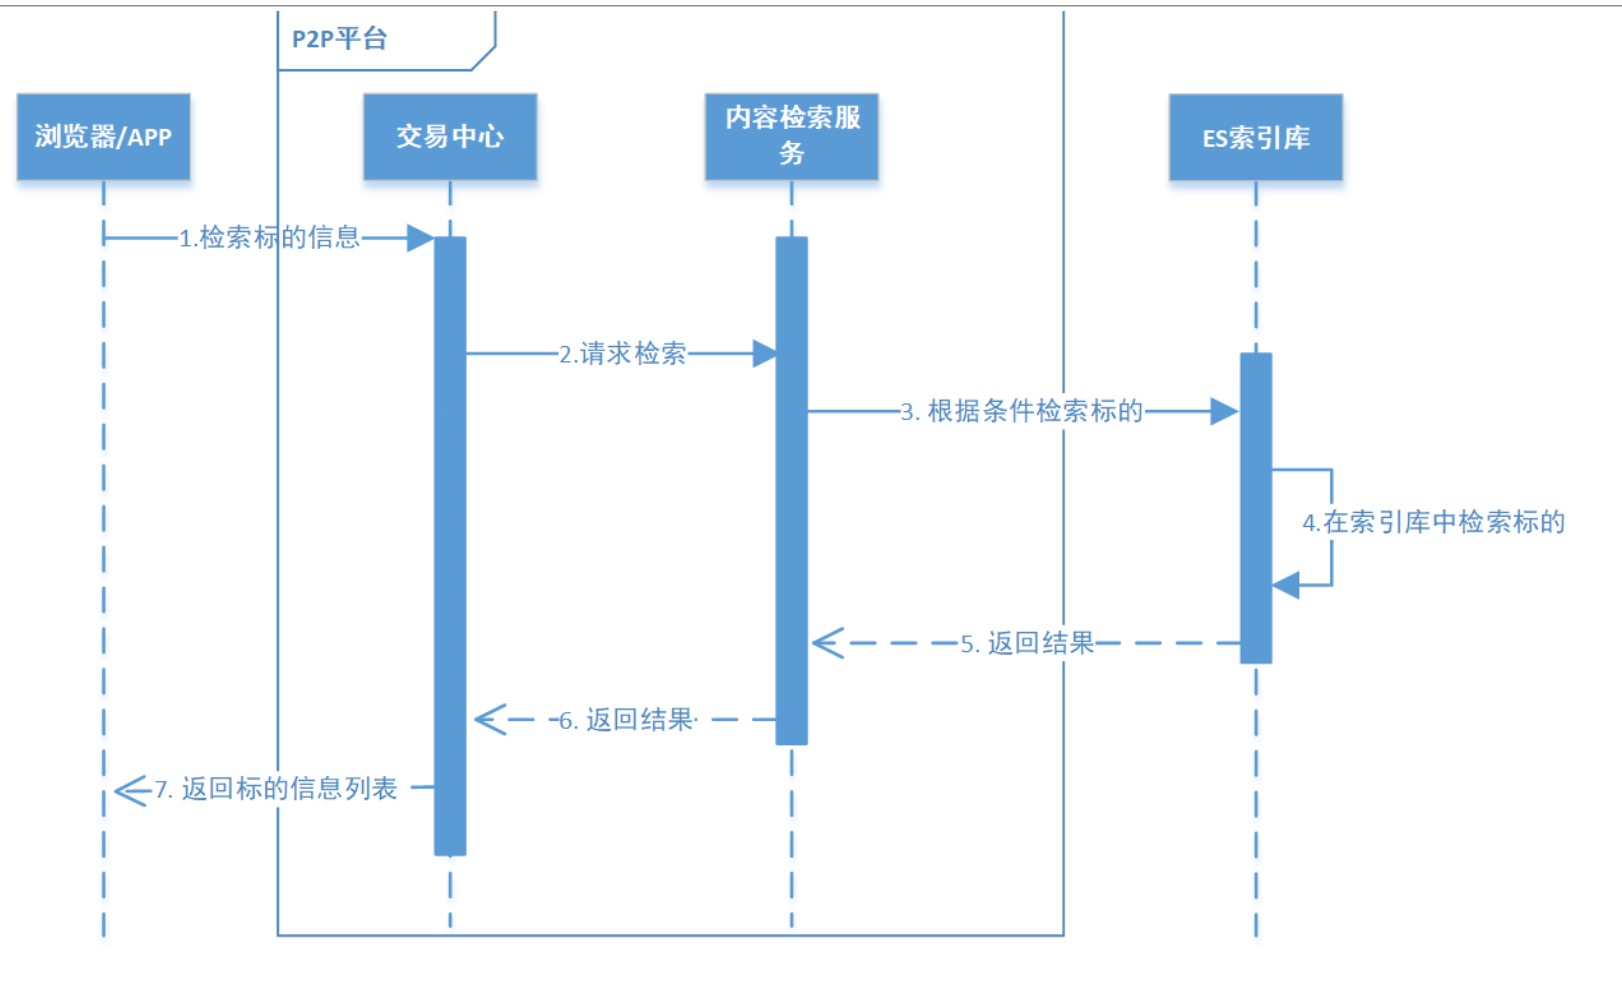 P2P平台
浏览器/APP
交易中心
内容检索服
务
ES索引库
1.检索标的信息
2.请求检索
3. 根据条件检索标的
4.在索引库中检索标的
5. 返回结果
6. 返回结果
7. 返回标的信息列表